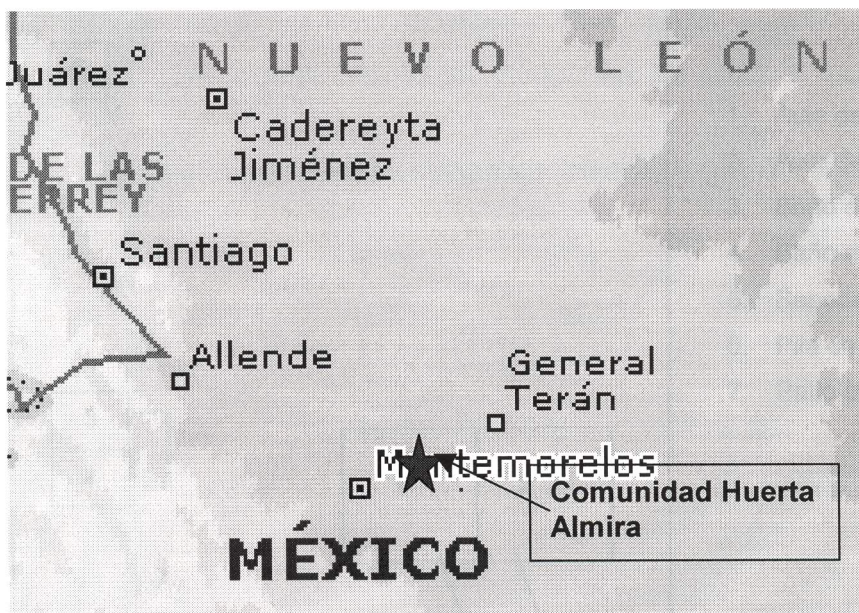 NUEVO LEÓN
Juárez
Cadereyta
Jiménez
DE LAS
ERREY
Santiago
Allende
General
Terán
Montemorelos
Comunidad Huerta
Almira
MÉXICO